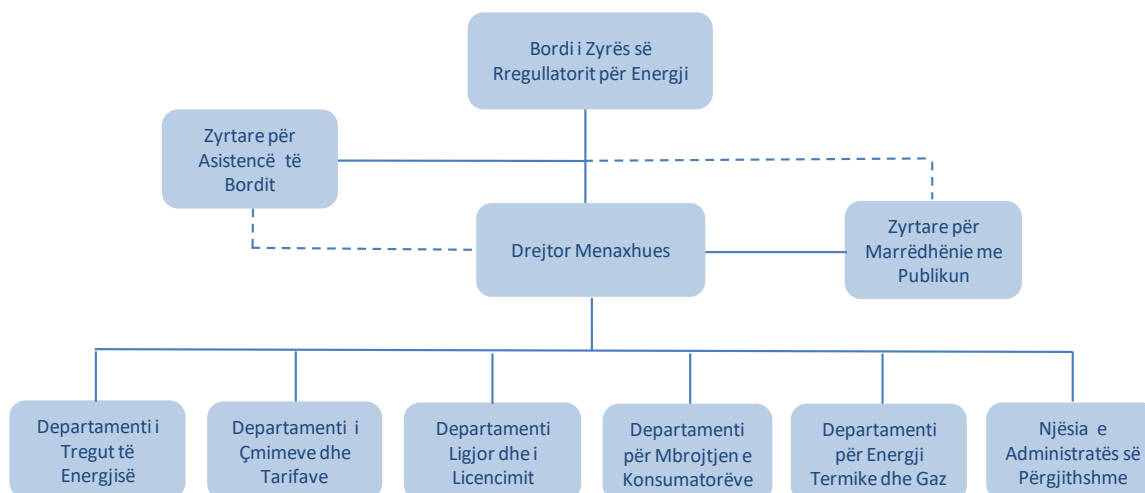 Bordi i Zyrës së
Rregullatorit për Energji
Zyrtare për
Asistencë të
Bordit
Drejtor Menaxhues
Zyrtare për
Marrëdhënie me
Publikun
Departamenti i
Tregut të
Energjisë
Departamenti i
Çmimeve dhe
Tarifave
Departamenti
Ligjor dhe i
Licencimit
Departamenti
për Mbrojtjen e
Konsumatorëve
Departamenti
për Energji
Termike dhe Gaz
Njësia e
Administratës së
Përgjithshme